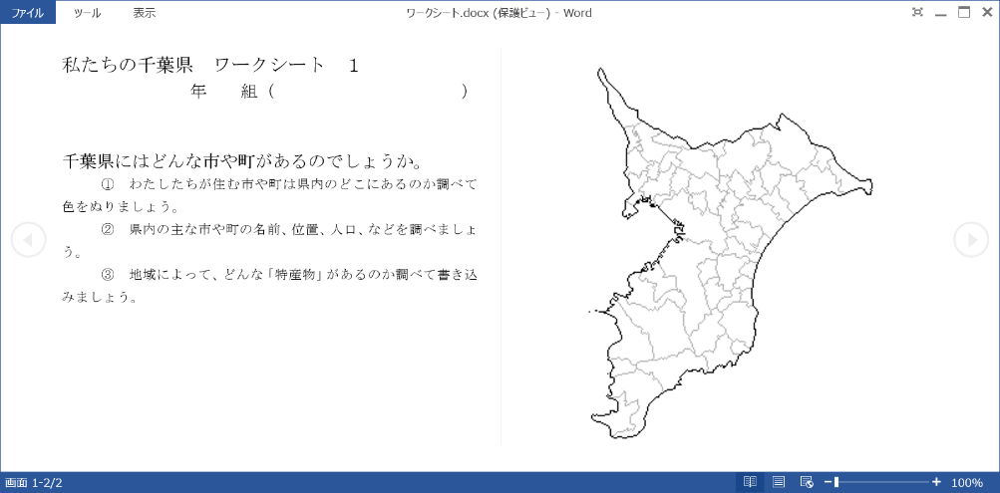 ファイル ツール 表示 ワークシート.docx (保護ビュー) - Word
私たちの千葉県　ワークシート　１
年　　組（　　　　　　　　　　　）
千葉県にはどんな市や町があるのでしょうか。
①　わたしたちが住む市や町は県内のどこにあるのか調べて
色をぬりましょう。
②　県内の主な市や町の名前、位置、人口、などを調べましょ
う。
③　地域によって、どんな「特産物」があるのか調べて書き込
みましょう。
画面 1-2/2 100%